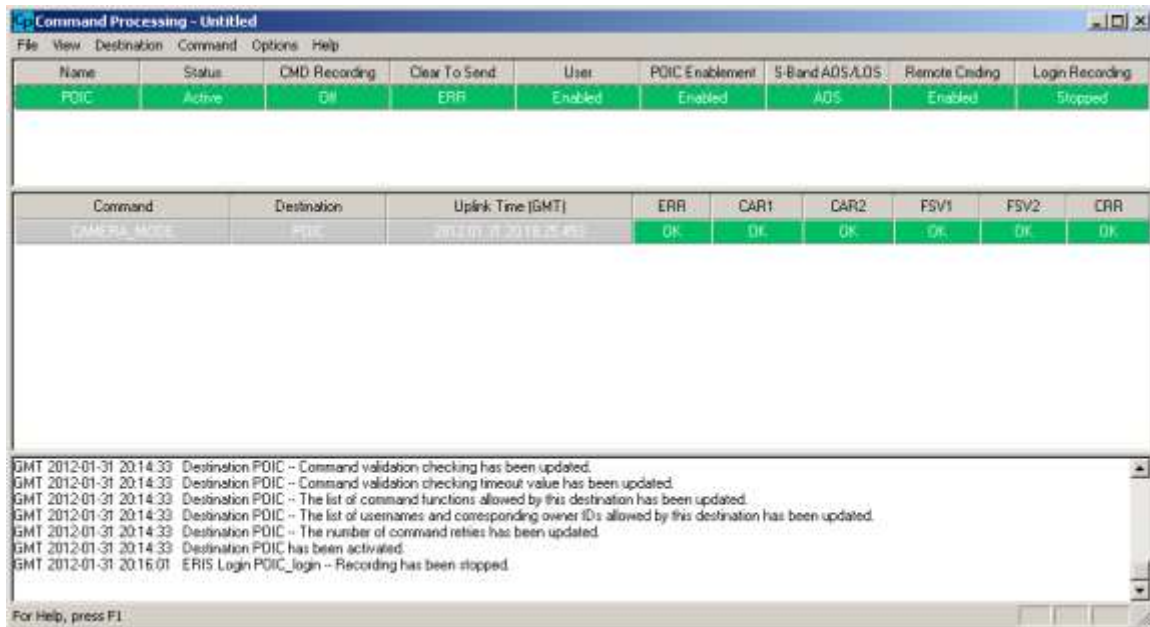 Cp Command Processing - Untitled
File View Destination Command Options Help
Name Status CMD Recording Clear To Send User POIC Enablement S-Band AOS/LOS Remote Cmding Login Recording
POIC Active Off ERR Enabled Enabled AOS Enabled Stopped
Command Destination Uplink Time (GMT) ERR CAR1 CAR2 FSV1 FSV2 CRR
CAMERA_MODE POIC OK OK OK OK OK OK
GMT 2012-01-31 20:14:33 Destination POIC -- Command validation checking has been updated.
GMT 2012-01-31 20:14:33 Destination POIC -- Command validation checking timeout value has been updated.
GMT 2012-01-31 20:14:33 Destination POIC -- The list of command functions allowed by this destination has been updated.
GMT 2012-01-31 20:14:33 Destination POIC -- The list of usernames and corresponding owner IDs allowed by this destination has been updated.
GMT 2012-01-31 20:14:33 Destination POIC -- The number of command retries has been updated.
GMT 2012-01-31 20:14:33 Destination POIC has been activated.
GMT 2012-01-31 20:16:01 ERIS Login POIC_login -- Recording has been stopped.
For Help, press F1